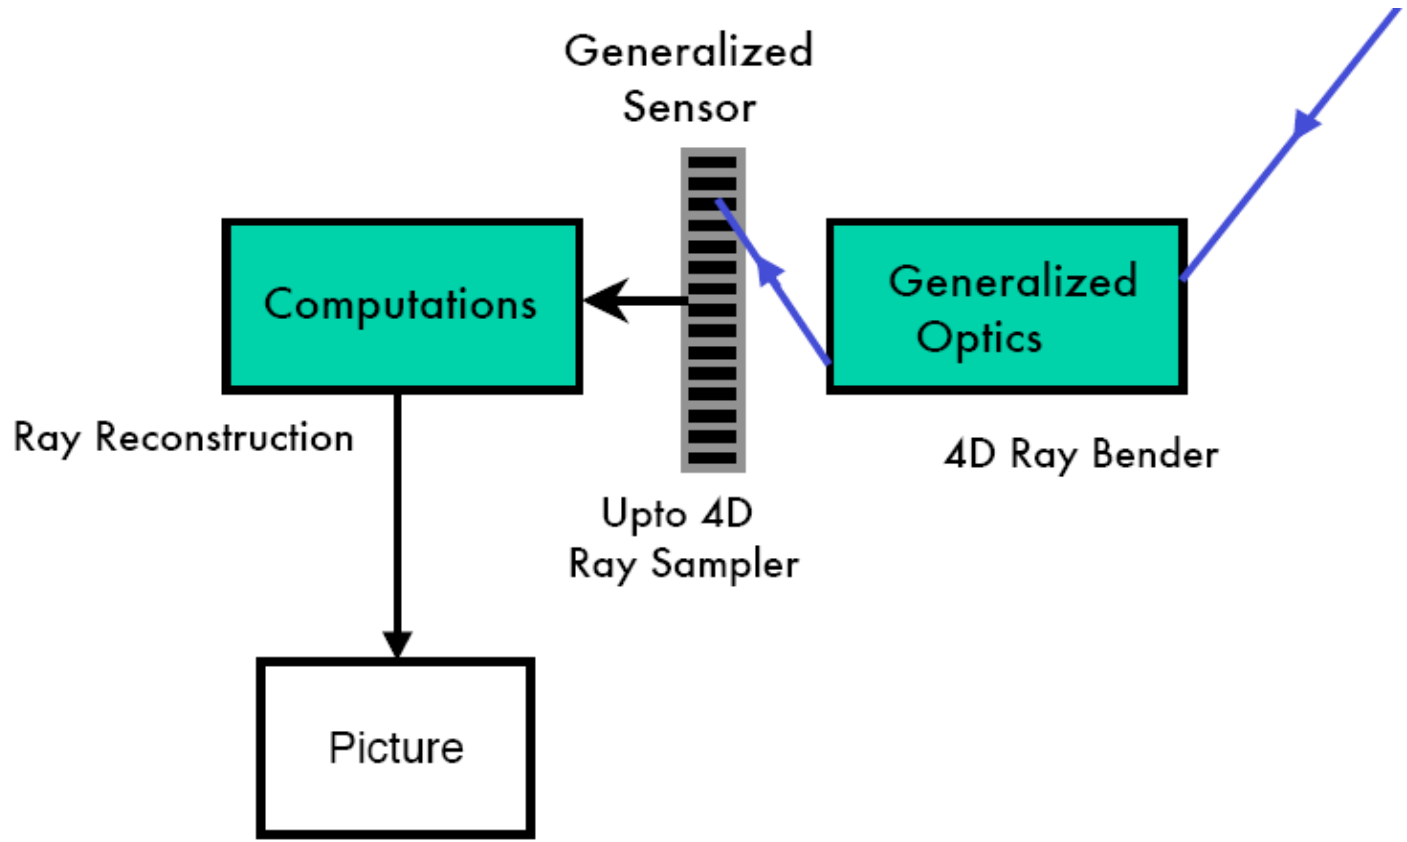 Generalized
Sensor
Computations
Generalized
Optics
Ray Reconstruction
4D Ray Bender
Upto 4D
Ray Sampler
Picture